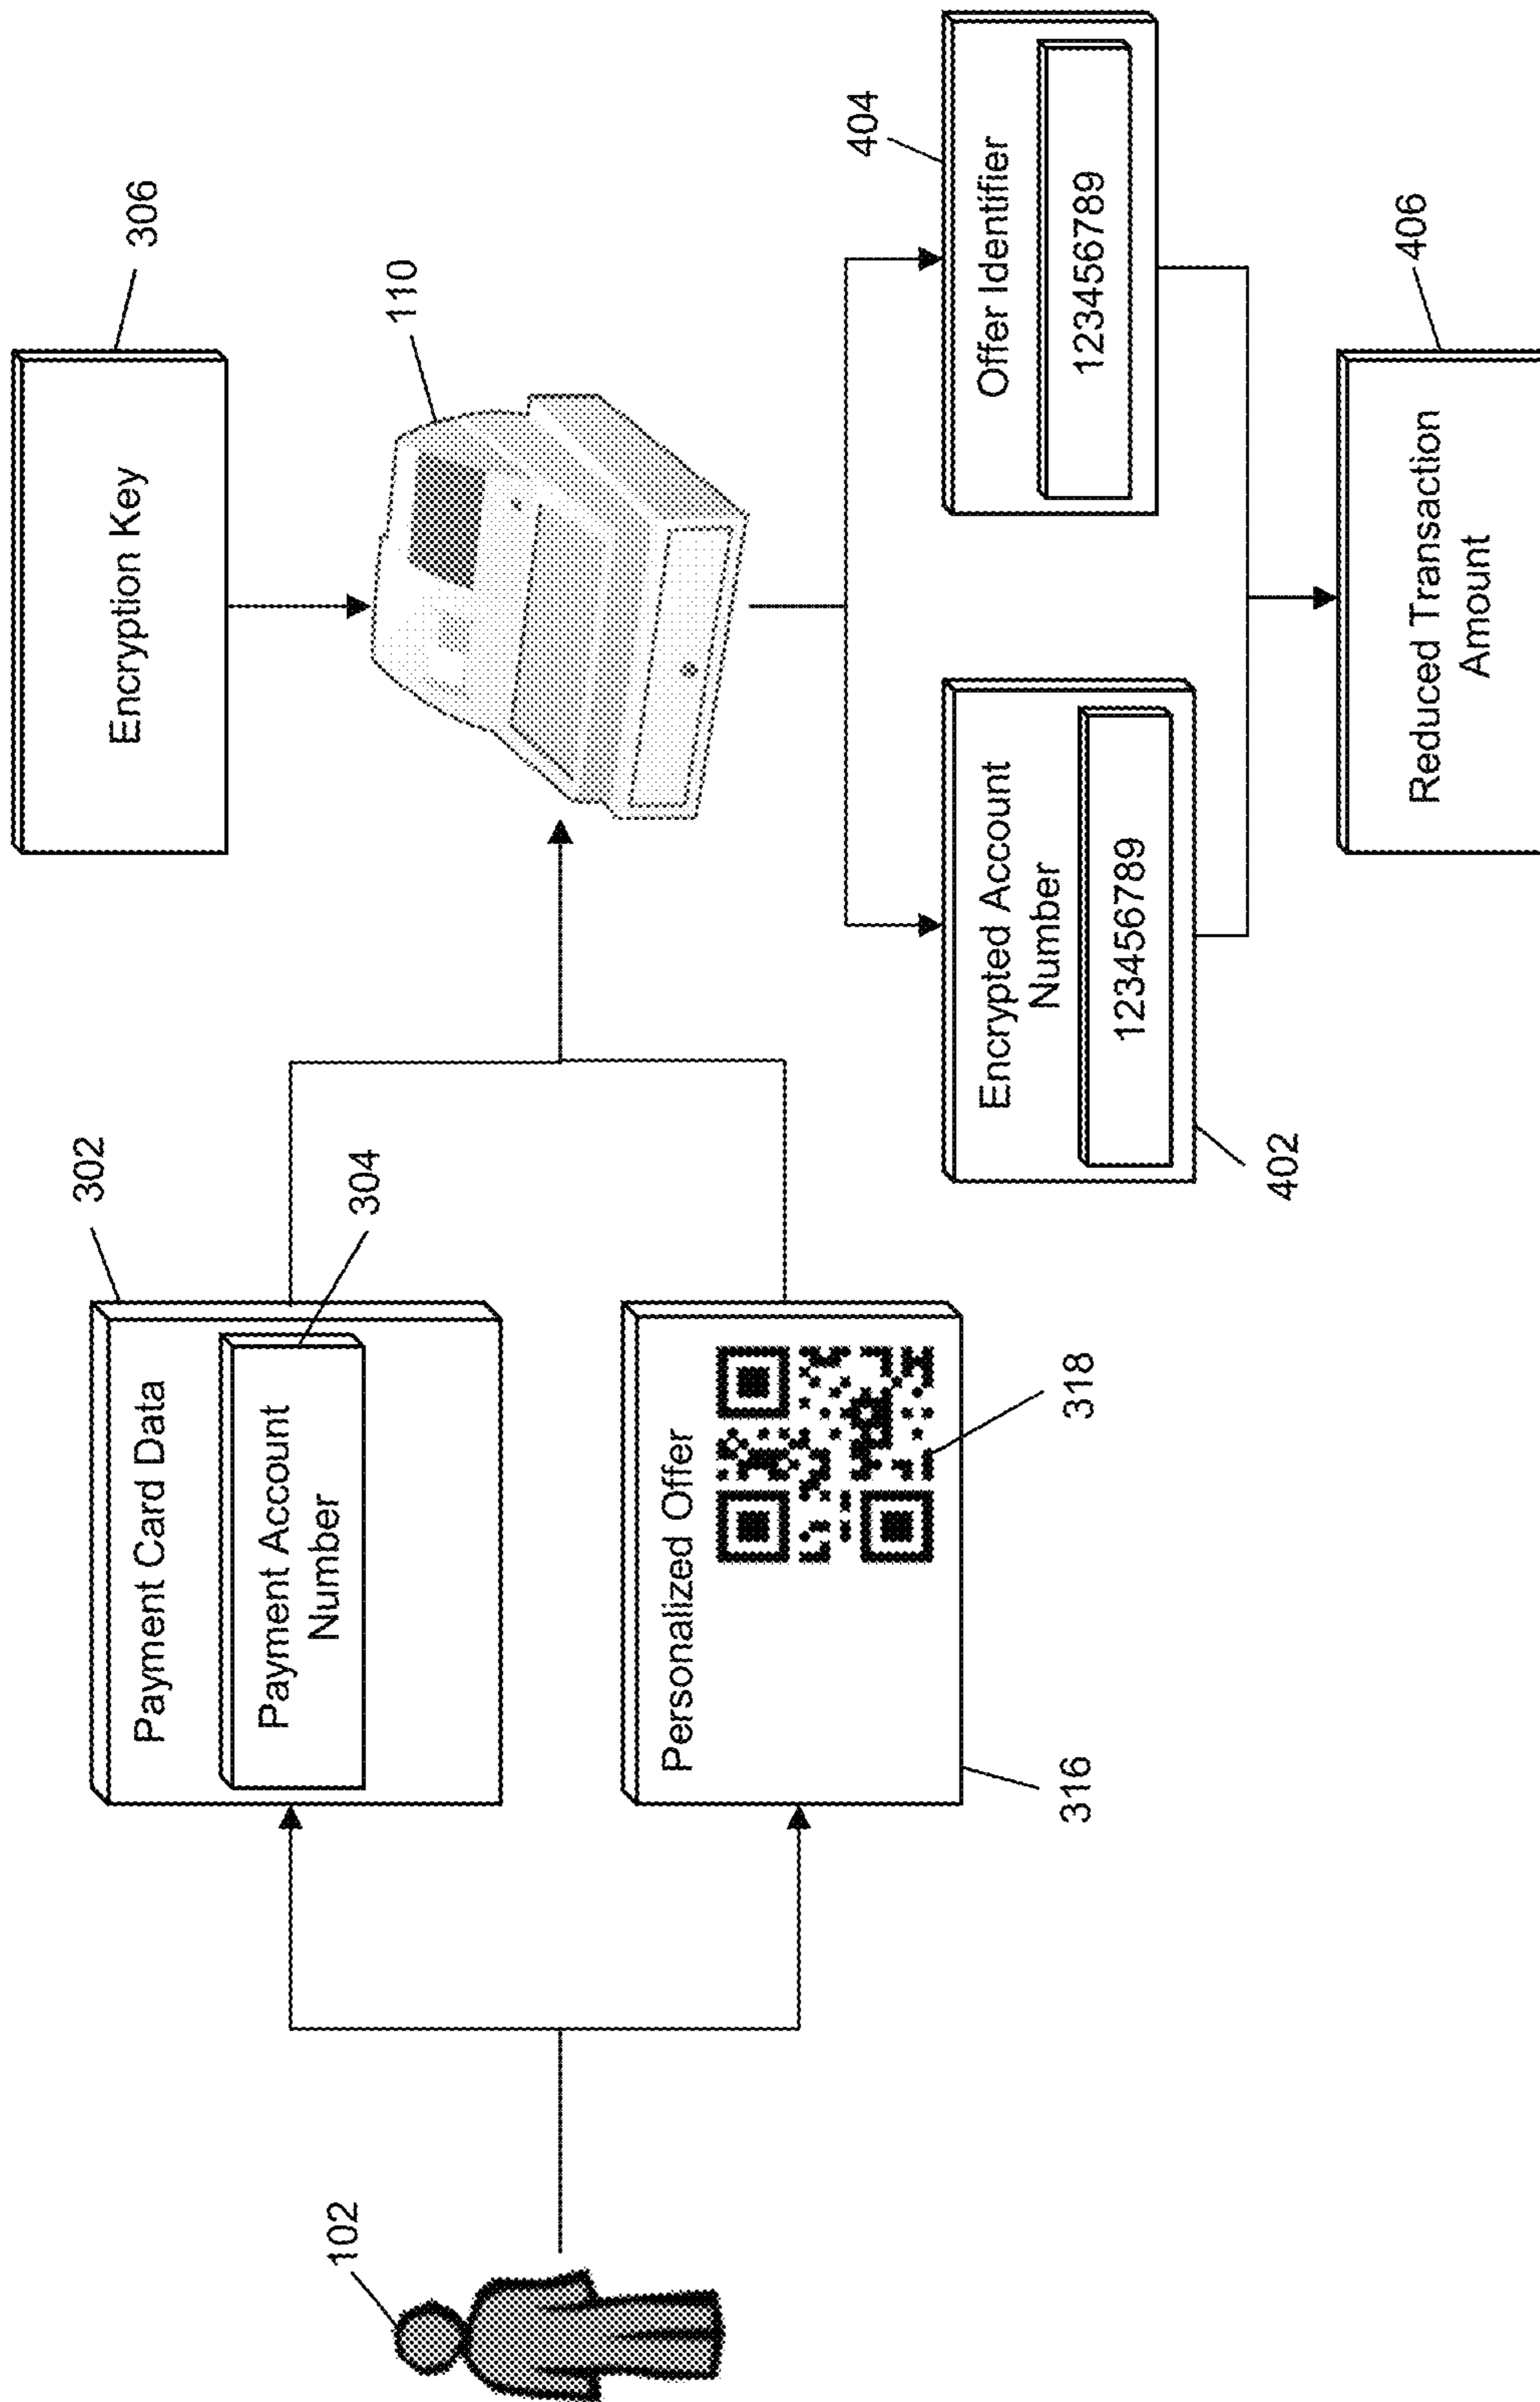 102
302
Payment Card Data
Payment Account
Number
304
Personalized Offer
316
318
Encryption Key
306
110
Encrypted Account
Number
123456789
402
Offer Identifier
123456789
404
Reduced Transaction
Amount
406